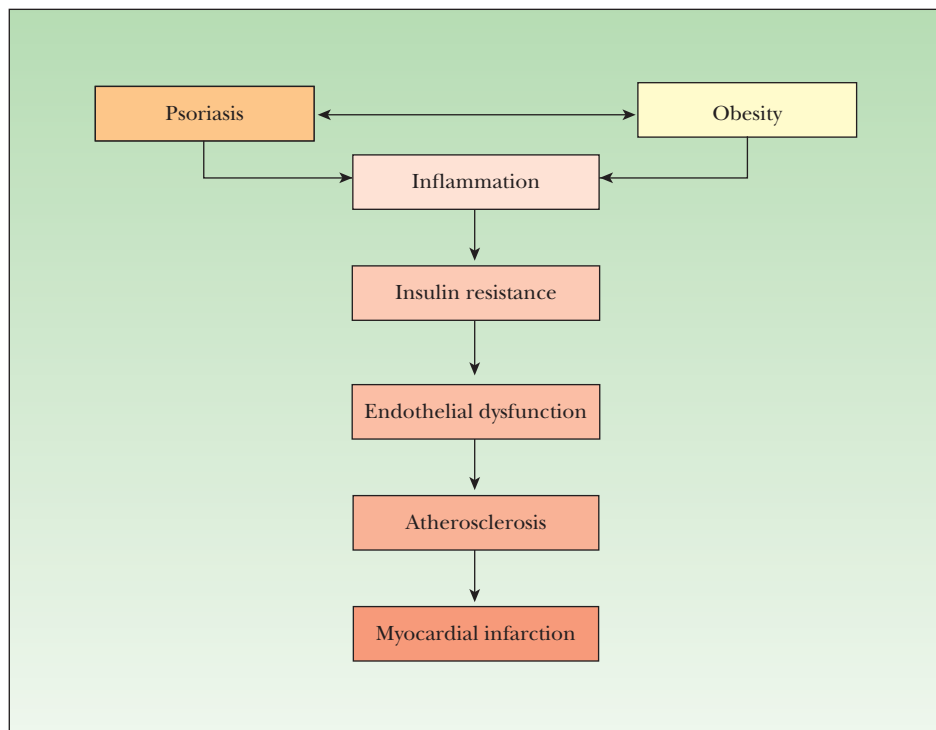 Psoriasis
Obesity
Inflammation
Insulin resistance
Endothelial dysfunction
Atherosclerosis
Myocardial infarction